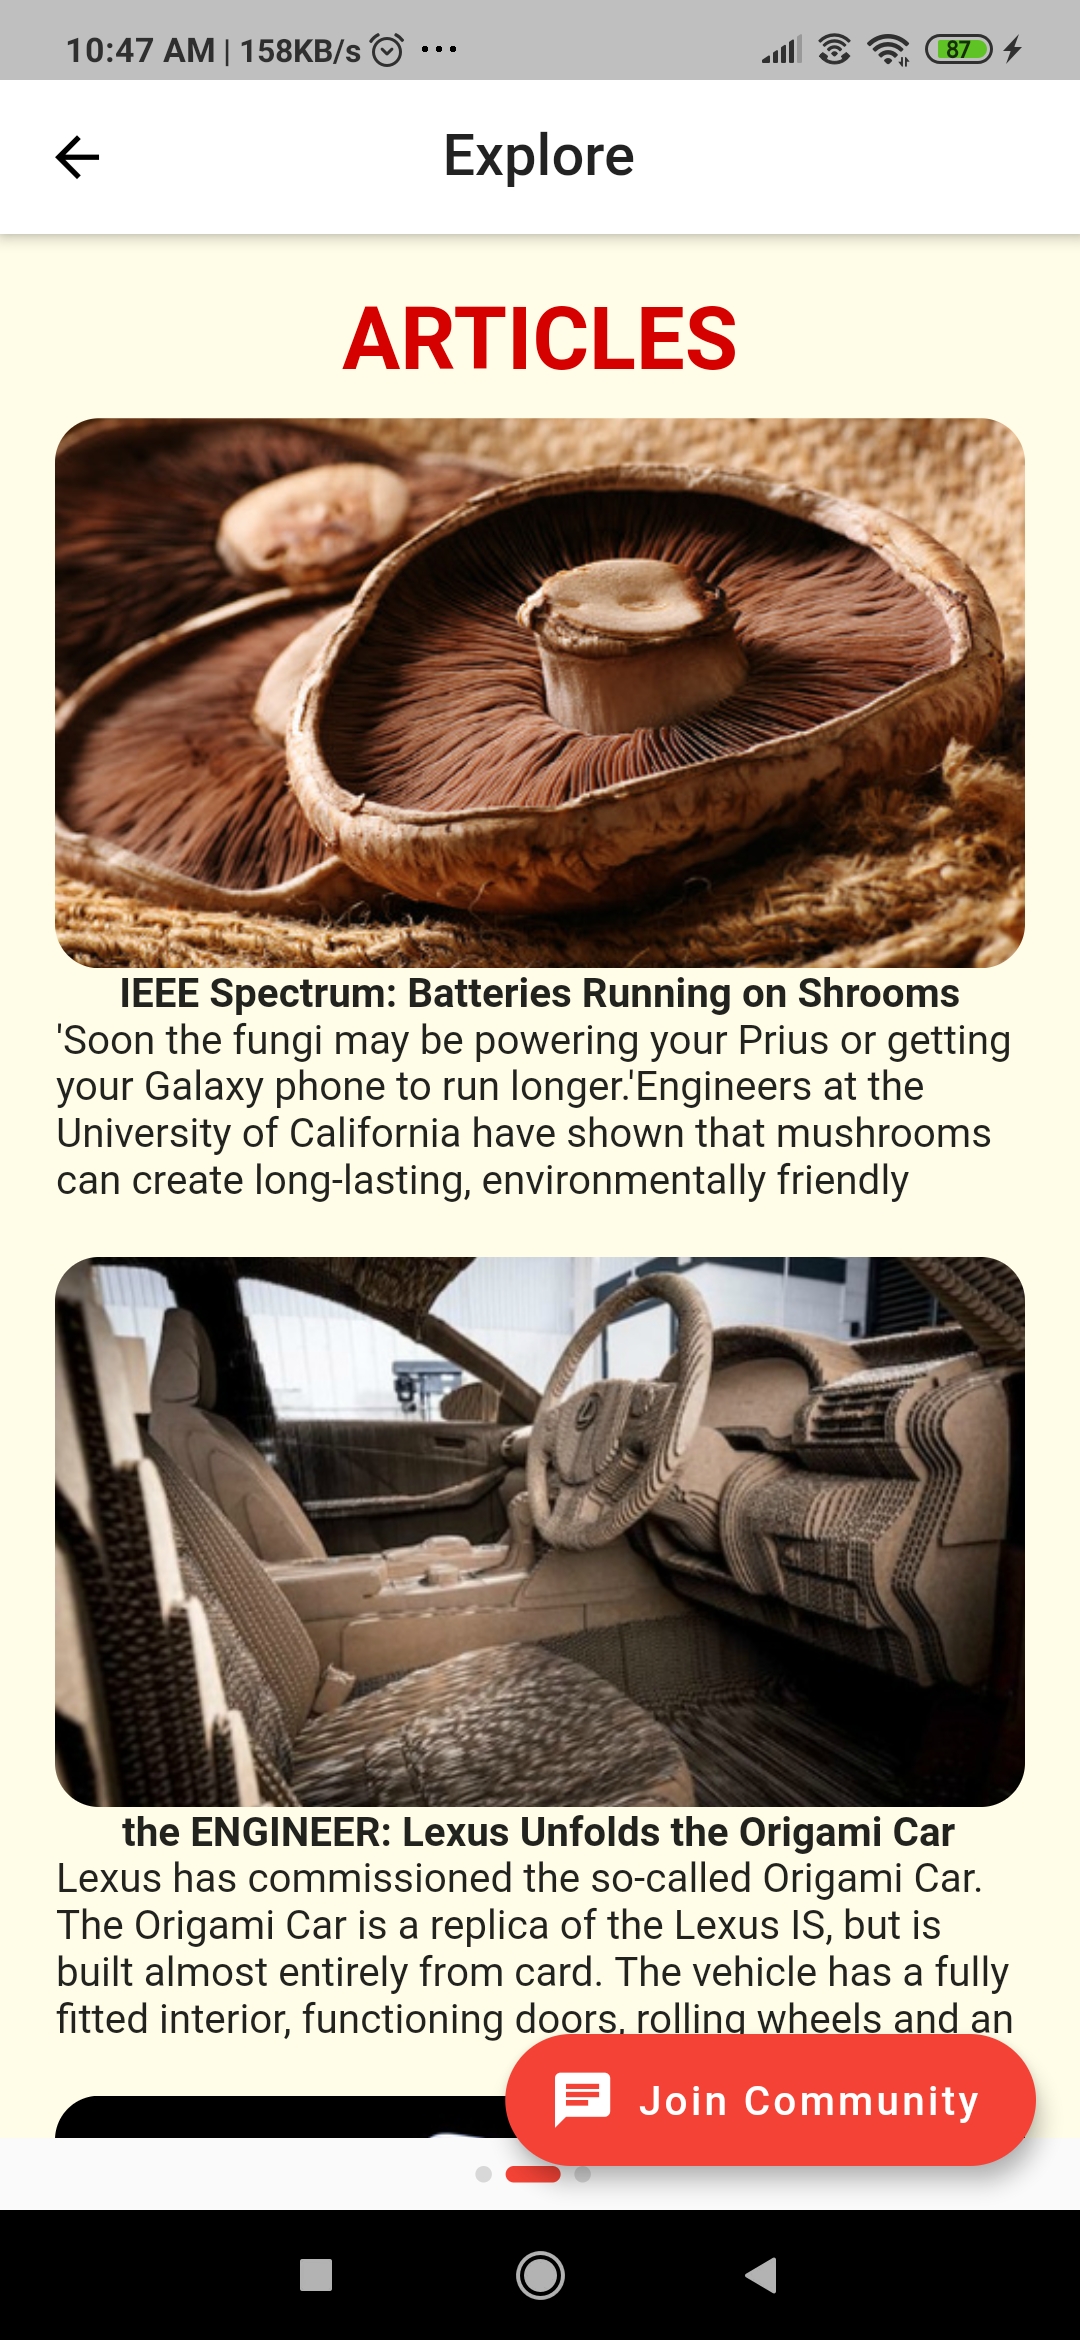 10:47 AM | 158KB/s ...
87
Explore
ARTICLES
IEEE Spectrum: Batteries Running on Shrooms
'Soon the fungi may be powering your Prius or getting
your Galaxy phone to run longer.'Engineers at the
University of California have shown that mushrooms
can create long-lasting, environmentally friendly
the ENGINEER: Lexus Unfolds the Origami Car
Lexus has commissioned the so-called Origami Car.
The Origami Car is a replica of the Lexus IS, but is
built almost entirely from card. The vehicle has a fully
fitted interior, functioning doors, rolling wheels and an
Join Community